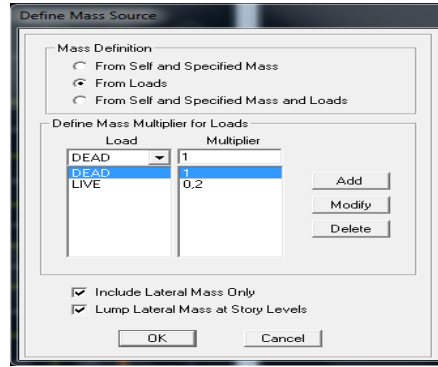 Define Mass Source
Mass Definition
From Self and Specified Mass
From Loads
From Self and Specified Mass and Loads
Define Mass Multiplier for Loads
Load Multiplier
DEAD 1
DEAD 1
LIVE 0,2
Add
Modify
Delete
Include Lateral Mass Only
Lump Lateral Mass at Story Levels
OK Cancel